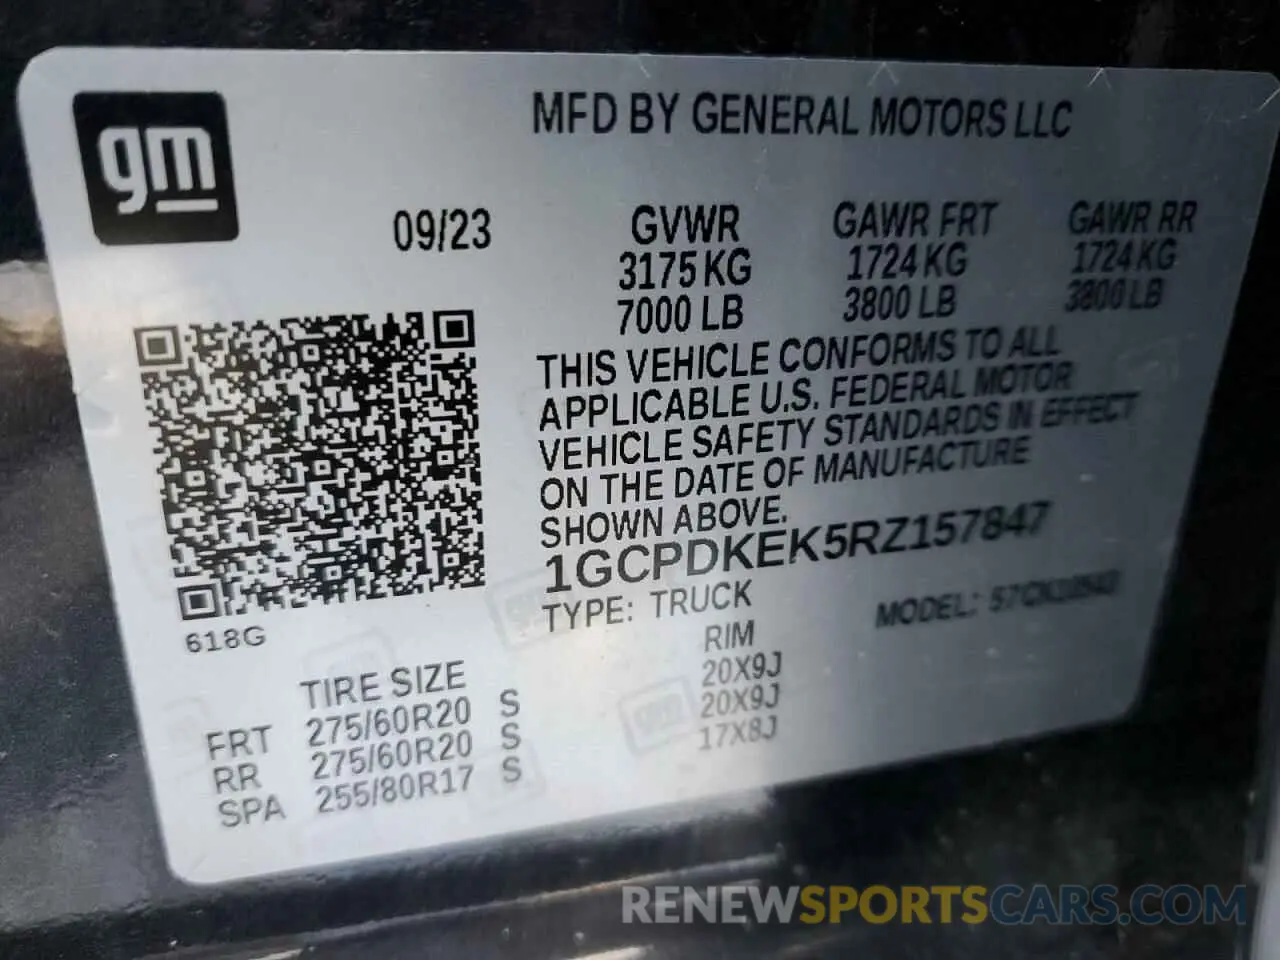 gm
MFD BY GENERAL MOTORS LLC
09/23
GVWR GAWR FRT GAWR RR
3175 KG 1724 KG 1724 KG
7000 LB 3800 LB 3800 LB
THIS VEHICLE CONFORMS TO ALL
APPLICABLE U.S. FEDERAL MOTOR
VEHICLE SAFETY STANDARDS IN EFFECT
ON THE DATE OF MANUFACTURE
SHOWN ABOVE.
1GCPDKEK5RZ157847
TYPE: TRUCK MODEL:
618G
TIRE SIZE RIM
FRT 275/60R20 S 20X9J
RR 275/60R20 S 20X9J
SPA 255/80R17 S 17X8J
RENEWSPORTSCARS.COM